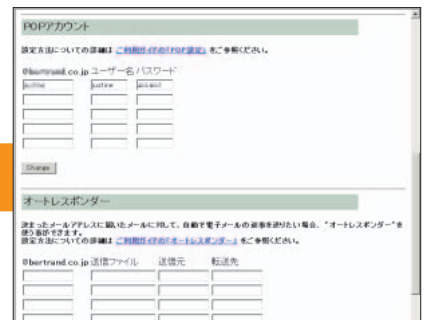 POPアカウント
設定方法についての詳細は ご利用ガイドの「POP設定」 をご参照ください。
.co.jp ユーザー名 パスワード
justine
Change
オートレスポンダー
決まったメールアドレスに届いたメールに対して、自動で電子メールの返事を送りたい場合、"オートレスポンダー"を
使う事ができます。
設定方法についての詳細は ご利用ガイドの「オートレスポンダー」 をご参照ください。
@bertrand.co.jp 送信ファイル 送信元 転送先